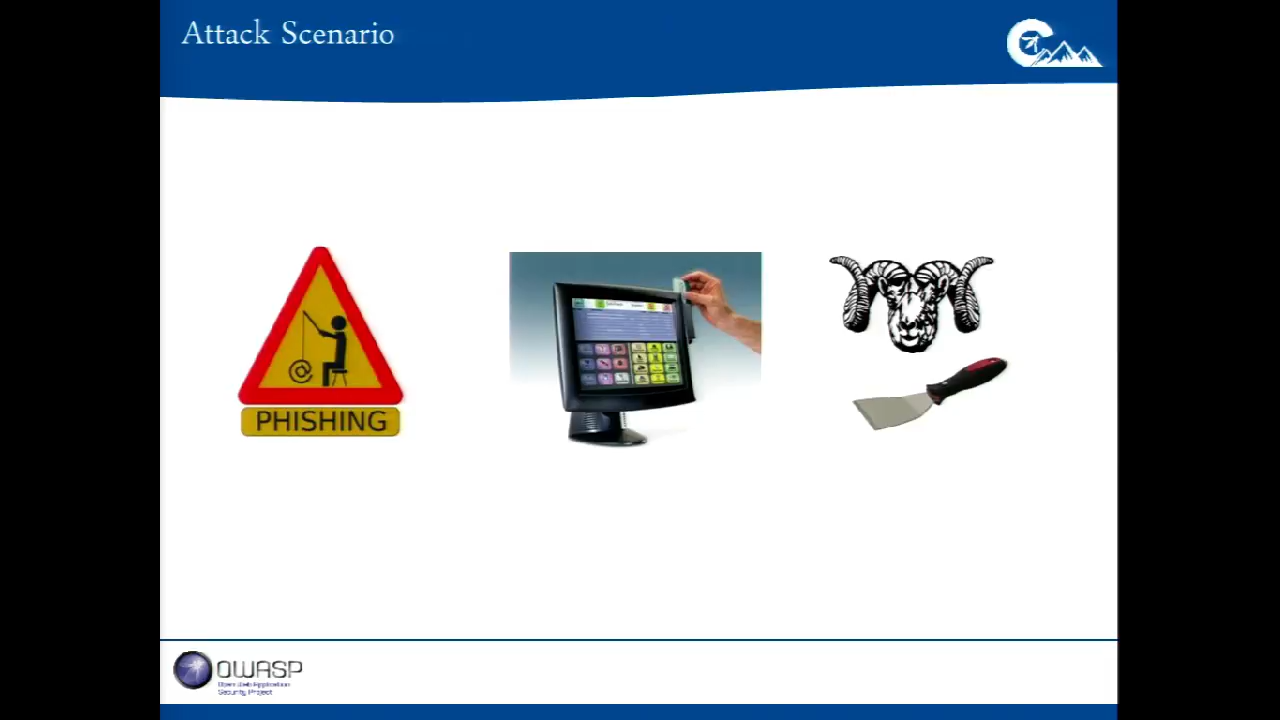 Attack Scenario
@
PHISHING
OWASP
Open Web Application
Security Project